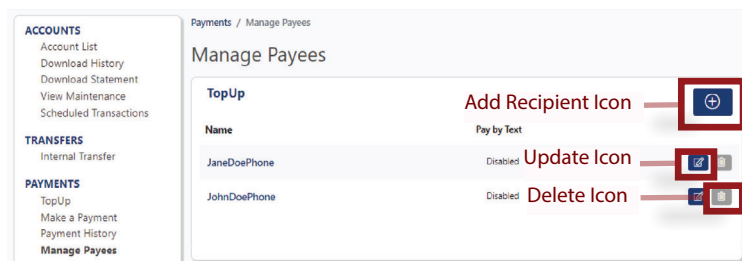 ACCOUNTS
Account List
Download History
Download Statement
View Maintenance
Scheduled Transactions
TRANSFERS
Internal Transfer
PAYMENTS
TopUp
Make a Payment
Payment History
Manage Payees
Payments / Manage Payees
Manage Payees
TopUp
Add Recipient Icon
Name Pay by Text
JaneDoePhone Disabled Update Icon
JohnDoePhone Disabled Delete Icon